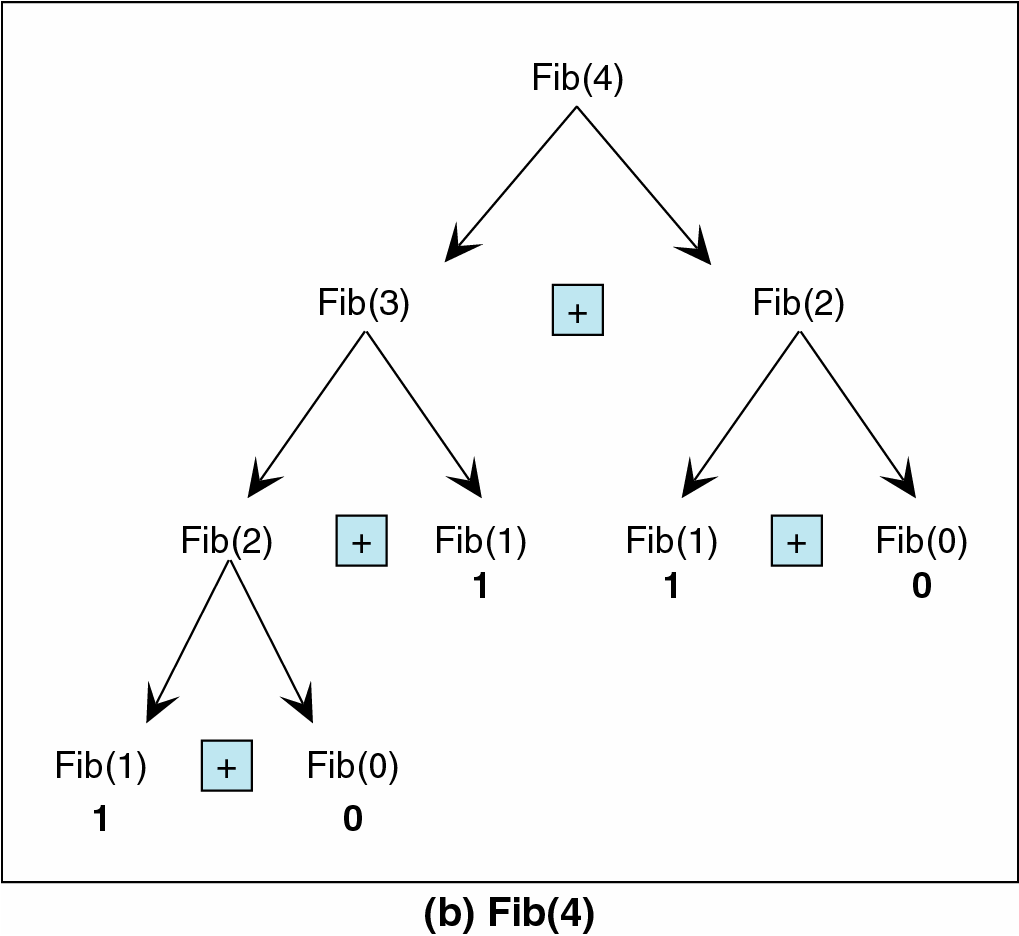 Fib(4)
Fib(3) + Fib(2)
Fib(2) + Fib(1) Fib(1) + Fib(0)
1 1 0
Fib(1) + Fib(0)
1 0
(b) Fib(4)